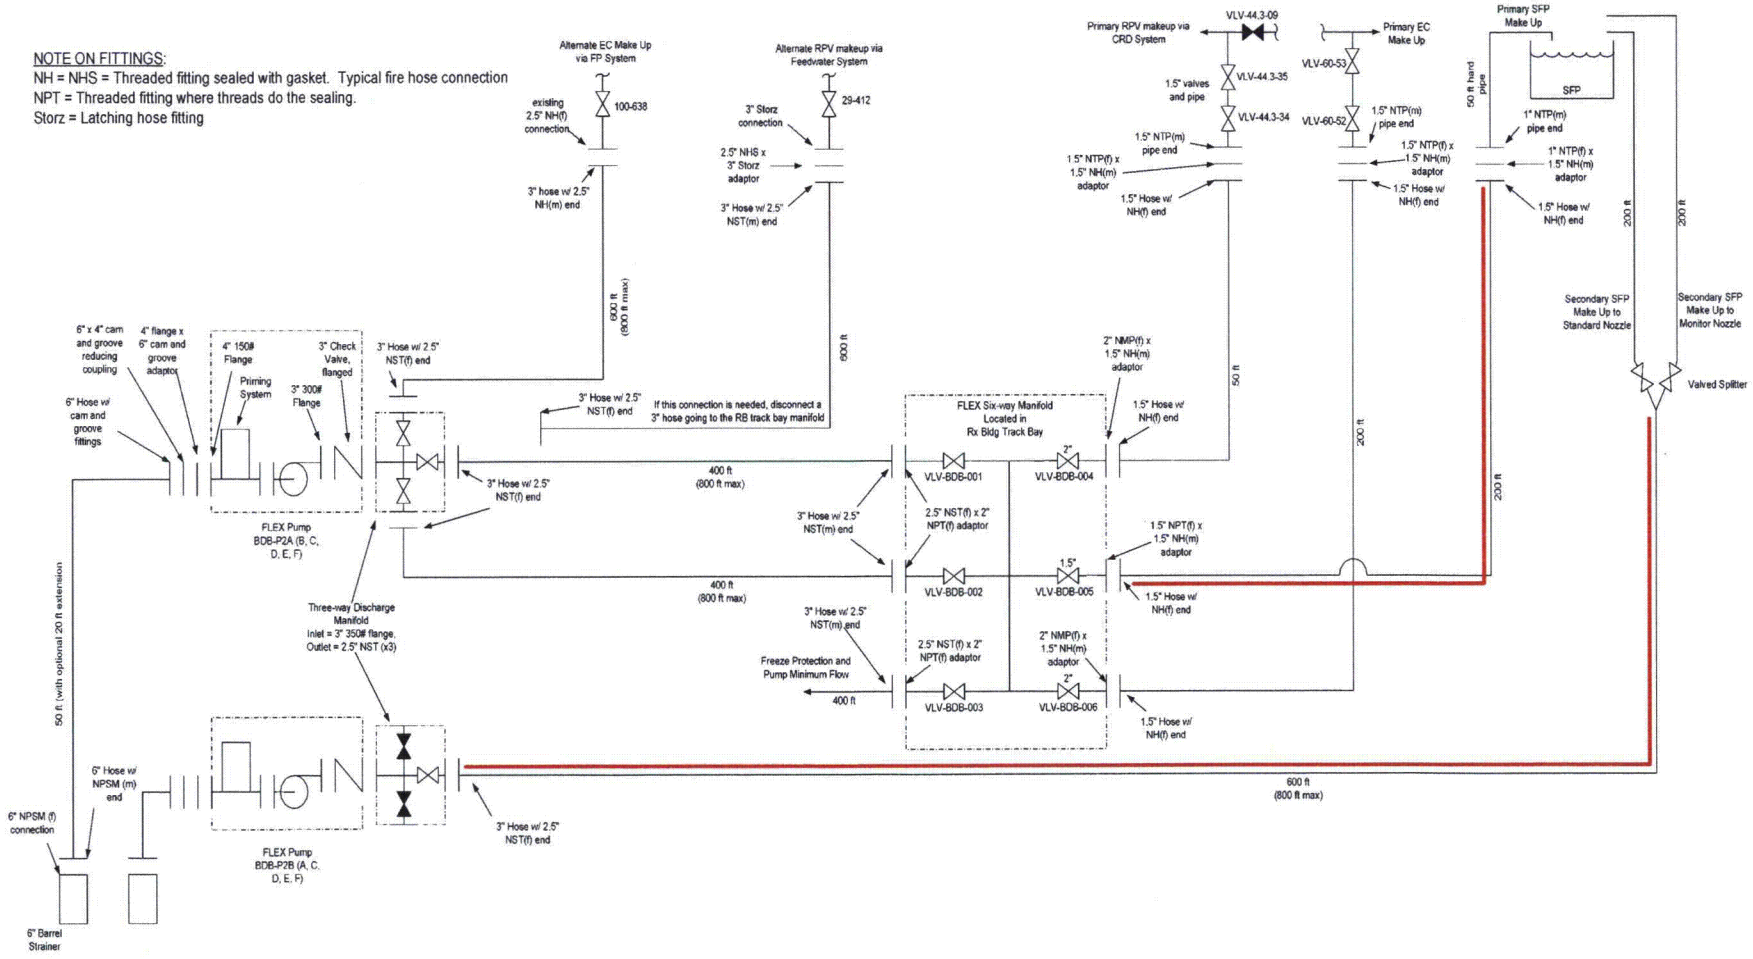 NOTE ON FITTINGS:
NH = NHS = Threaded fitting sealed with gasket. Typical fire hose connection
NPT = Threaded fitting where threads do the sealing.
Storz = Latching hose fitting
Alternate EC Make Up
via FP System
existing
2.5" NH(f)
connection
100-638
3" hose w/ 2.5"
NH(m) end
600 ft
(800 ft max)
Alternate RPV makeup via
Feedwater System
3" Storz
connection
29-412
2.5" NHS x
3" Storz
adaptor
3" Hose w/ 2.5"
NST(m) end
600 ft
Primary RPV makeup via
CRD System
VLV-44.3-09
1.5" valves
and pipe
VLV-44.3-35
VLV-44.3-34
1.5" NTP(m)
pipe end
1.5" NTP(f) x
1.5" NH(m)
adaptor
1.5" Hose w/
NH(f) end
50 ft
Primary EC
Make Up
VLV-60-53
VLV-60-52
1.5" NTP(m)
pipe end
1.5" NTP(f) x
1.5" NH(m)
adaptor
1.5" Hose w/
NH(f) end
200 ft
Primary SFP
Make Up
50 ft hard
pipe
SFP
1" NTP(m)
pipe end
1" NTP(f) x
1.5" NH(m)
adaptor
1.5" Hose w/
NH(f) end
200 ft
200 ft
200 ft
Secondary SFP
Make Up to
Standard Nozzle
Secondary SFP
Make Up to
Monitor Nozzle
Valved Splitter
6" x 4" cam
and groove
reducing
coupling
4" flange x
6" cam and
groove
adaptor
6" Hose w/
cam and
groove
fittings
4" 150#
Flange
Priming
System
3" 300#
Flange
3" Check
Valve,
flanged
3" Hose w/ 2.5"
NST(f) end
3" Hose w/ 2.5"
NST(f) end
If this connection is needed, disconnect a
3" hose going to the RB track bay manifold
FLEX Pump
BDB-P2A (B, C,
D, E, F)
3" Hose w/ 2.5"
NST(f) end
400 ft
(800 ft max)
400 ft
(800 ft max)
3" Hose w/ 2.5"
NST(m) end
FLEX Six-way Manifold
Located in
Rx Bldg Track Bay
VLV-BDB-001
2"
VLV-BDB-004
2.5" NST(f) x 2"
NPT(f) adaptor
VLV-BDB-002
1.5"
VLV-BDB-005
2" NMP(f) x
1.5" NH(m)
adaptor
1.5" Hose w/
NH(f) end
1.5" NPT(f) x
1.5" NH(m)
adaptor
1.5" Hose w/
NH(f) end
3" Hose w/ 2.5"
NST(m) end
2.5" NST(f) x 2"
NPT(f) adaptor
2" NMP(f) x
1.5" NH(m)
adaptor
Freeze Protection and
Pump Minimum Flow
400 ft
VLV-BDB-003
2"
VLV-BDB-006
1.5" Hose w/
NH(f) end
Three-way Discharge
Manifold
Inlet = 3" 350# flange,
Outlet = 2.5" NST (x3)
50 ft (with optional 20 ft extension
6" Hose w/
NPSM (m)
end
6" NPSM (f)
connection
6" Barrel
Strainer
FLEX Pump
BDB-P2B (A, C,
D, E, F)
3" Hose w/ 2.5"
NST(f) end
600 ft
(800 ft max)